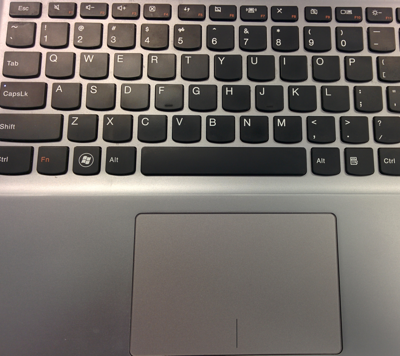 Esc
~ ! @ # $ ^ & * ( )
1 2 3 4 5 6 7 8 9 0
Tab Q W E R T Y U I O P
CapsLk A S D F G H J K L : ;
Shift Z X C V B N M < , > . ? /
Ctrl Fn Alt Alt Ctrl